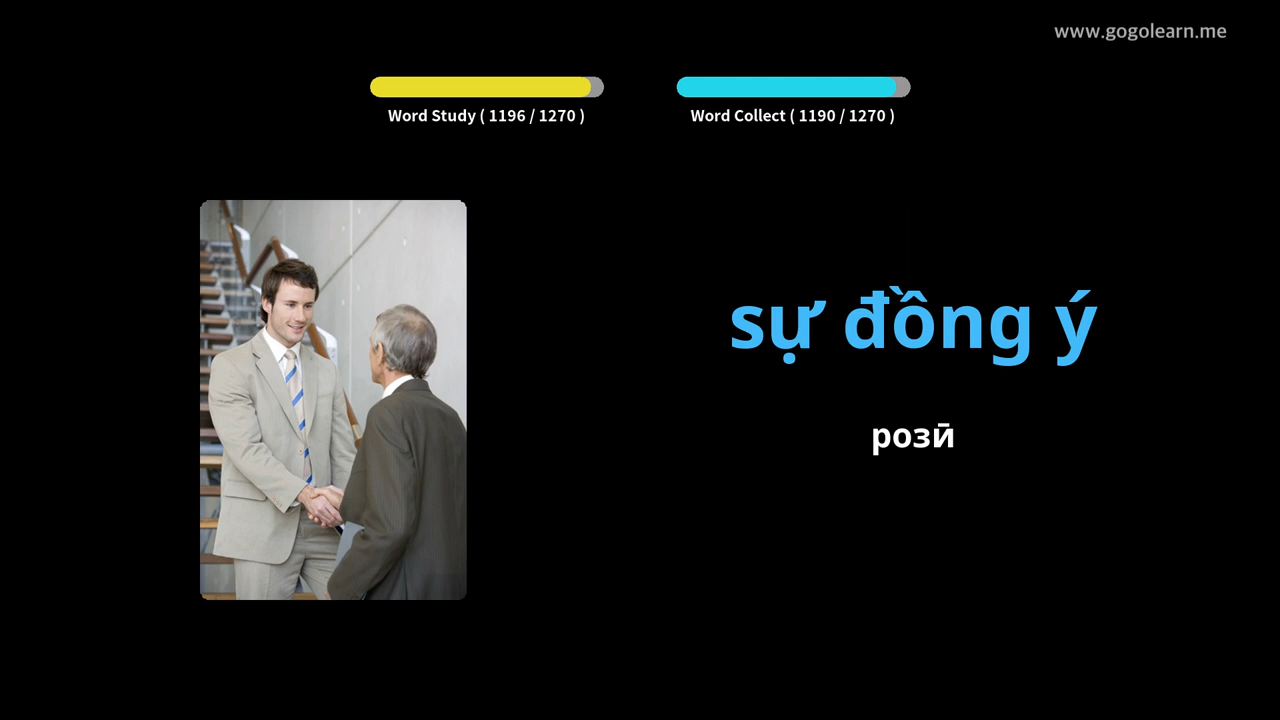 www.gogolearn.me
Word Study ( 1196 / 1270 )
Word Collect ( 1190 / 1270 )
sự đồng ý
розӣ